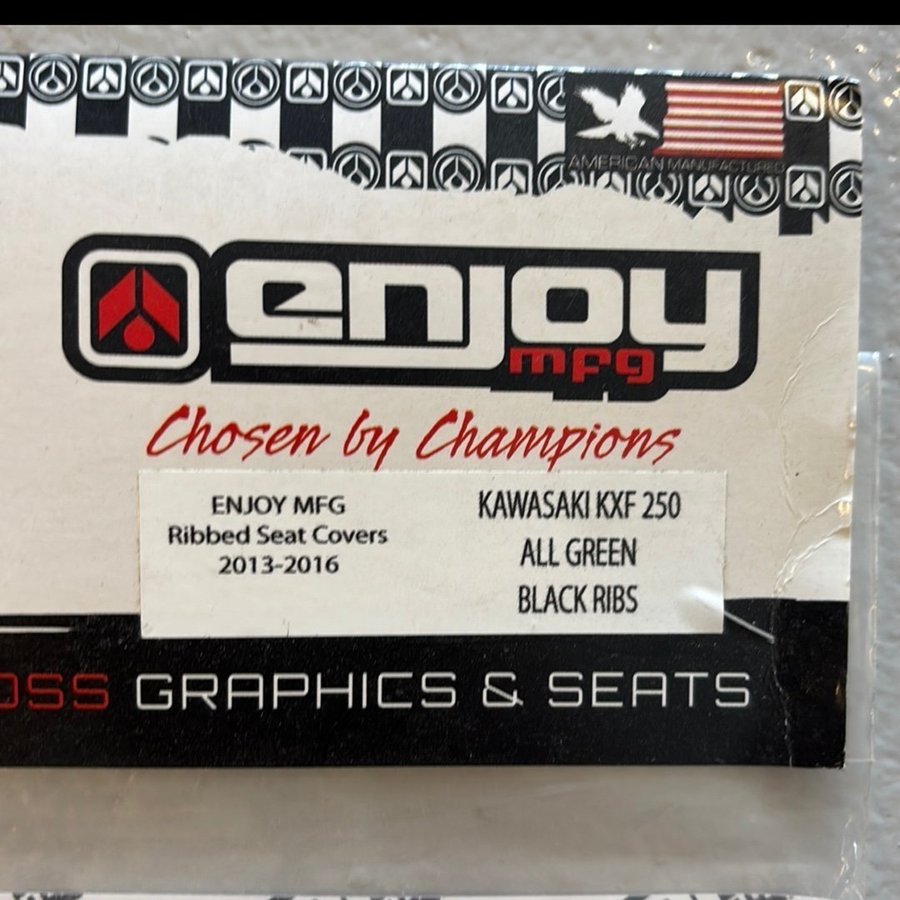 AMERICAN MANUFACTURED
enjoy
mfg
Chosen by Champions
ENJOY MFG
Ribbed Seat Covers
2013-2016
KAWASAKI KXF 250
ALL GREEN
BLACK RIBS
OSS GRAPHICS & SEATS